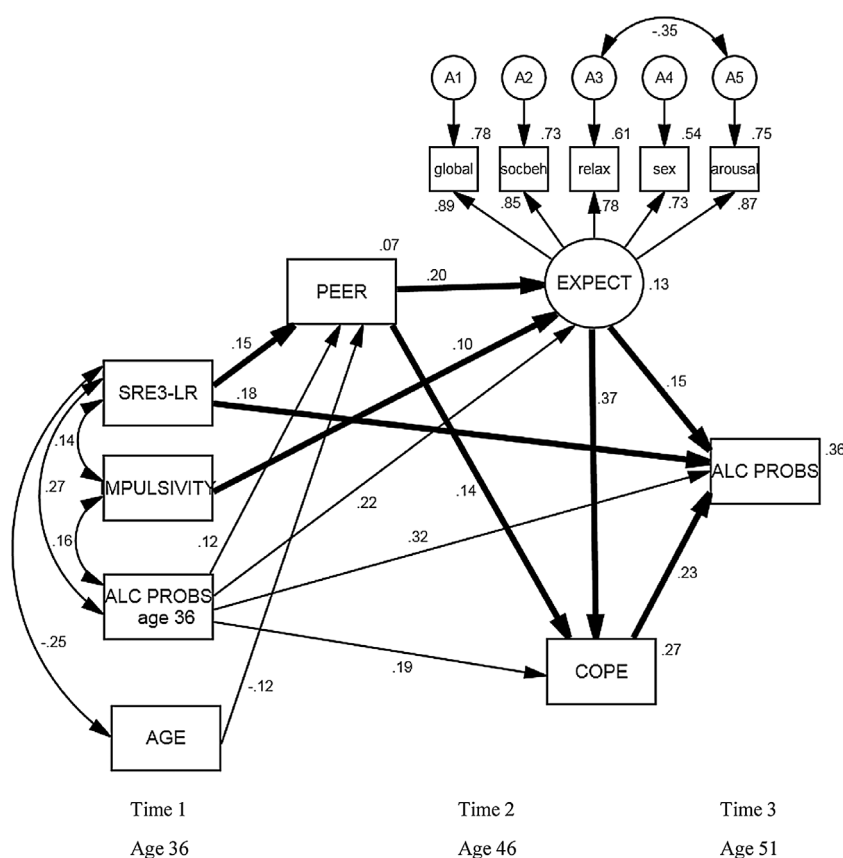 -.35
A1
A2
A3
A4
A5
.78
.73
.61
.54
.75
global
socbeh
relax
sex
arousal
.89
.85
.78
.73
.87
.07
PEER
.20
EXPECT
.13
.15
.10
SRE3-LR
.18
.37
.15
.14
.36
ALC PROBS
MPULSIVITY
.27
.22
.14
.12
.32
.16
.23
ALC PROBS
age 36
-.25
.27
.19
COPE
-.12
AGE
Time 1
Time 2
Time 3
Age 36
Age 46
Age 51